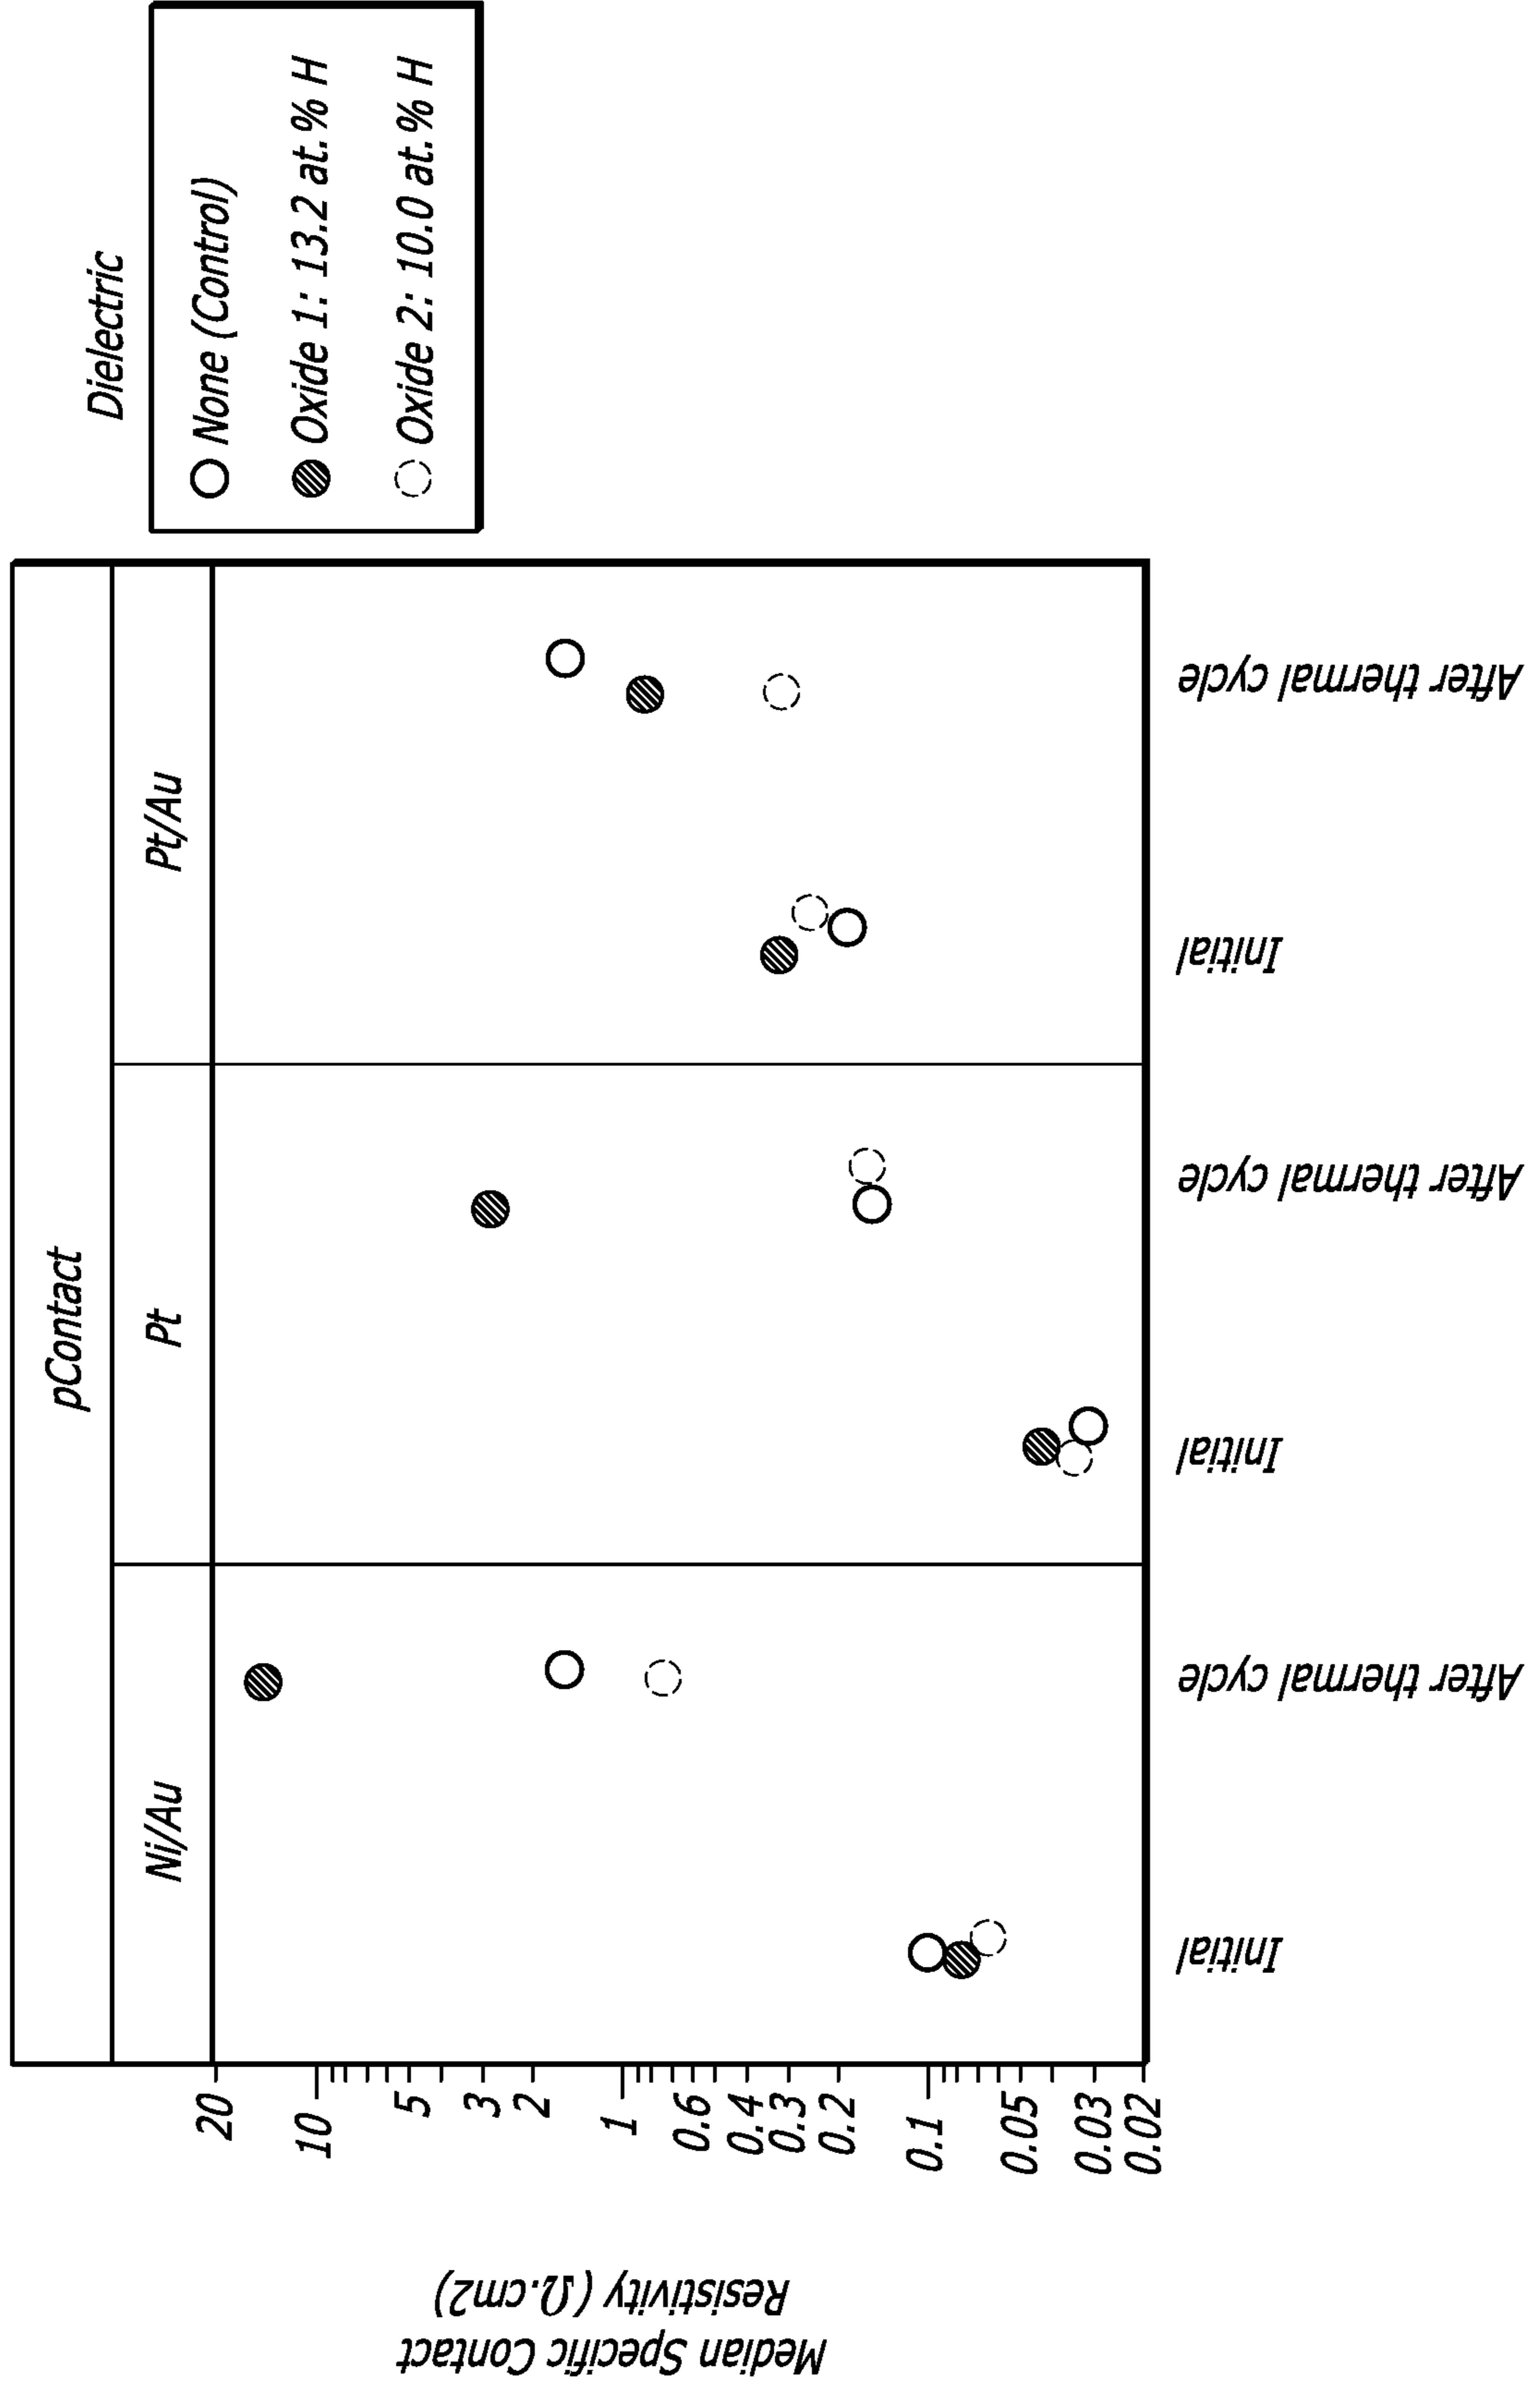 pContact
Ni/Au
Pt
Pt/Au
20
10
5
3
2
1
0.6
0.4
0.3
0.2
0.1
0.05
0.03
0.02
Median Specific Contact
Resistivity (Ω.cm2)
Initial
After thermal cycle
Initial
After thermal cycle
Initial
After thermal cycle
Dielectric
None (Control)
Oxide 1: 13.2 at.% H
Oxide 2: 10.0 at.% H